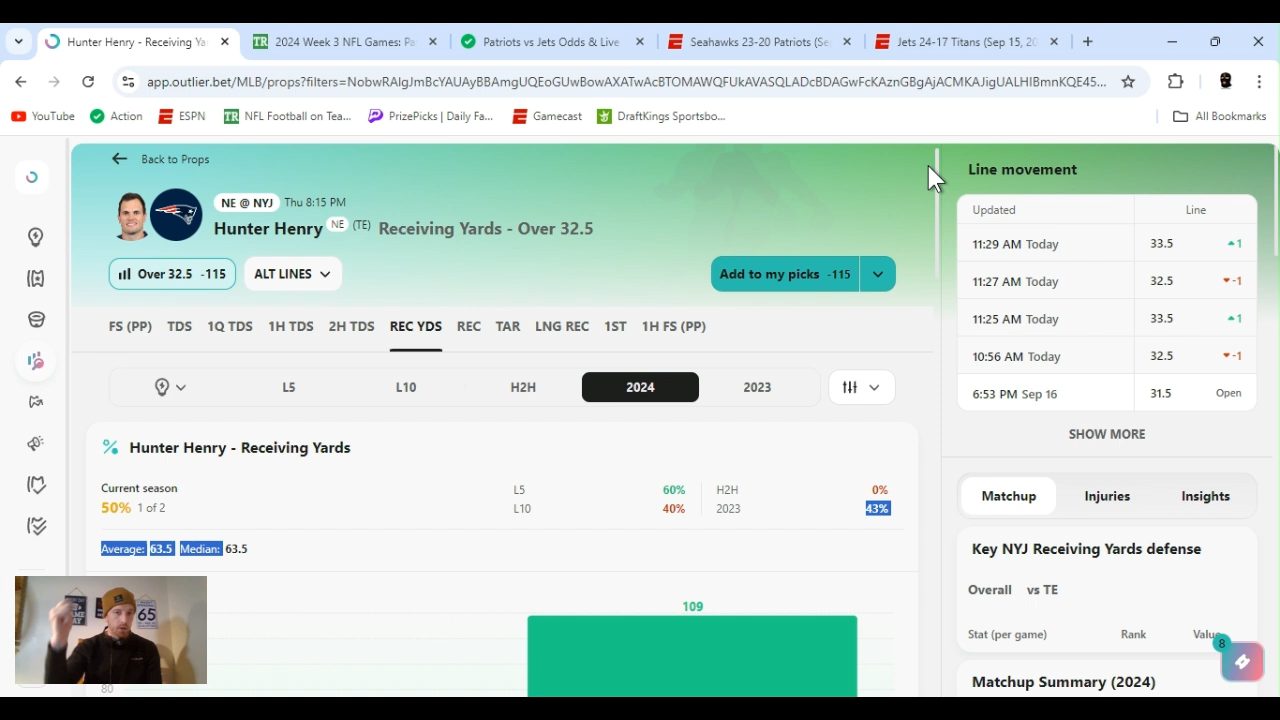 Hunter Henry - Receiving Ya
2024 Week 3 NFL Games: Pa
Patriots vs Jets Odds & Live
Seahawks 23-20 Patriots (Se
Jets 24-17 Titans (Sep 15, 20
YouTube
Action
ESPN
NFL Football on Tea...
PrizePicks | Daily Fa...
Gamecast
DraftKings Sportsbo...
All Bookmarks
Back to Props
NE @ NYJ Thu 8:15 PM
Hunter Henry NE (TE) Receiving Yards - Over 32.5
Over 32.5 -115
ALT LINES
Add to my picks -115
FS (PP) TDS 1Q TDS 1H TDS 2H TDS REC YDS REC TAR LNG REC 1ST 1H FS (PP)
L5 L10 H2H 2024 2023
Hunter Henry - Receiving Yards
Current season
50% 1 of 2
L5 60% H2H 0%
L10 40% 2023 43%
Average: 63.5 Median: 63.5
109
80
65
Line movement
Updated Line
11:29 AM Today 33.5 1
11:27 AM Today 32.5 -1
11:25 AM Today 33.5 1
10:56 AM Today 32.5 -1
6:53 PM Sep 16 31.5 Open
SHOW MORE
Matchup Injuries Insights
Key NYJ Receiving Yards defense
Overall vs TE
Stat (per game) Rank Value
8
Matchup Summary (2024)